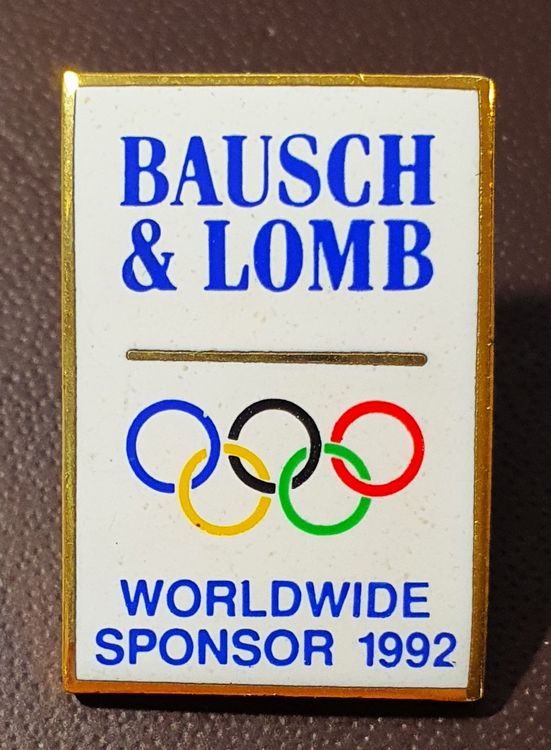 BAUSCH
& LOMB
WORLDWIDE
SPONSOR 1992